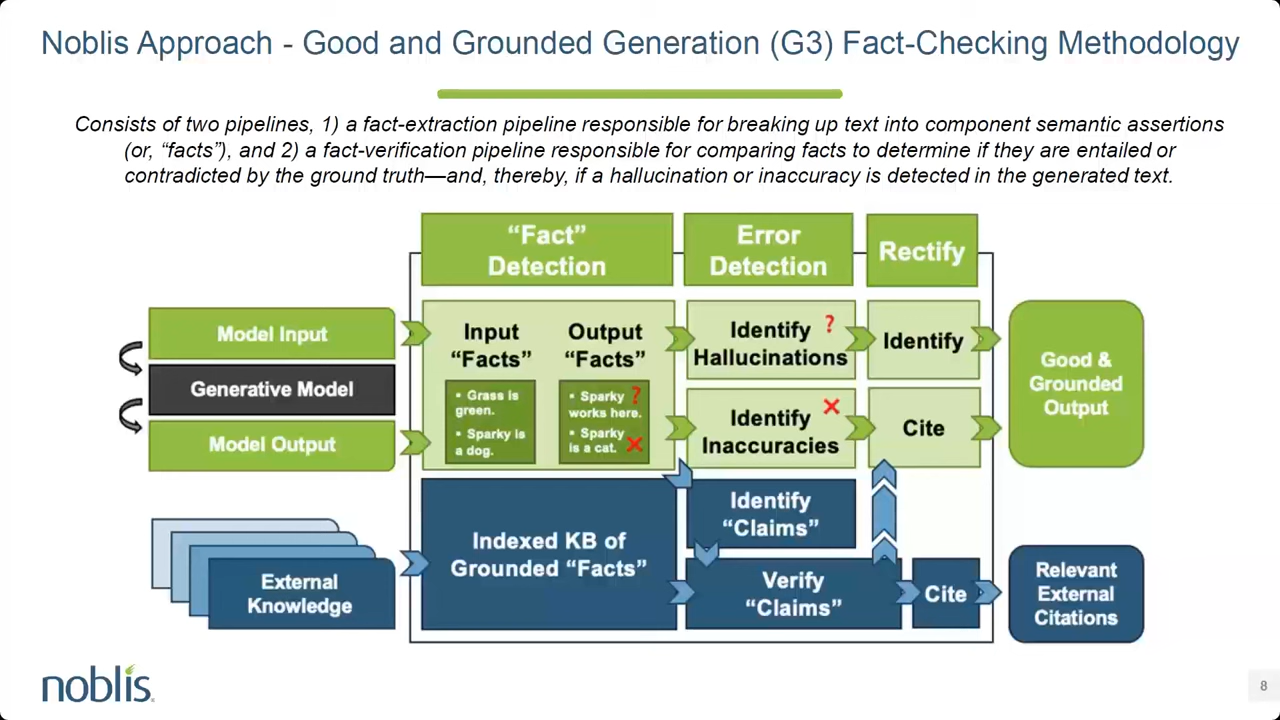 Noblis Approach - Good and Grounded Generation (G3) Fact-Checking Methodology
Consists of two pipelines, 1) a fact-extraction pipeline responsible for breaking up text into component semantic assertions
(or, “facts”), and 2) a fact-verification pipeline responsible for comparing facts to determine if they are entailed or
contradicted by the ground truth—and, thereby, if a hallucination or inaccuracy is detected in the generated text.
“Fact”
Detection
Error
Detection
Rectify
Model Input
Generative Model
Model Output
Input
“Facts”
• Grass is
green.
• Sparky is
a dog.
Output
“Facts”
• Sparky ?
works here.
• Sparky
is a cat.
Identify ?
Hallucinations
Identify
Inaccuracies
Identify
Cite
Good &
Grounded
Output
External
Knowledge
Indexed KB of
Grounded “Facts”
Identify
“Claims”
Verify
“Claims”
Cite
Relevant
External
Citations
noblis
8